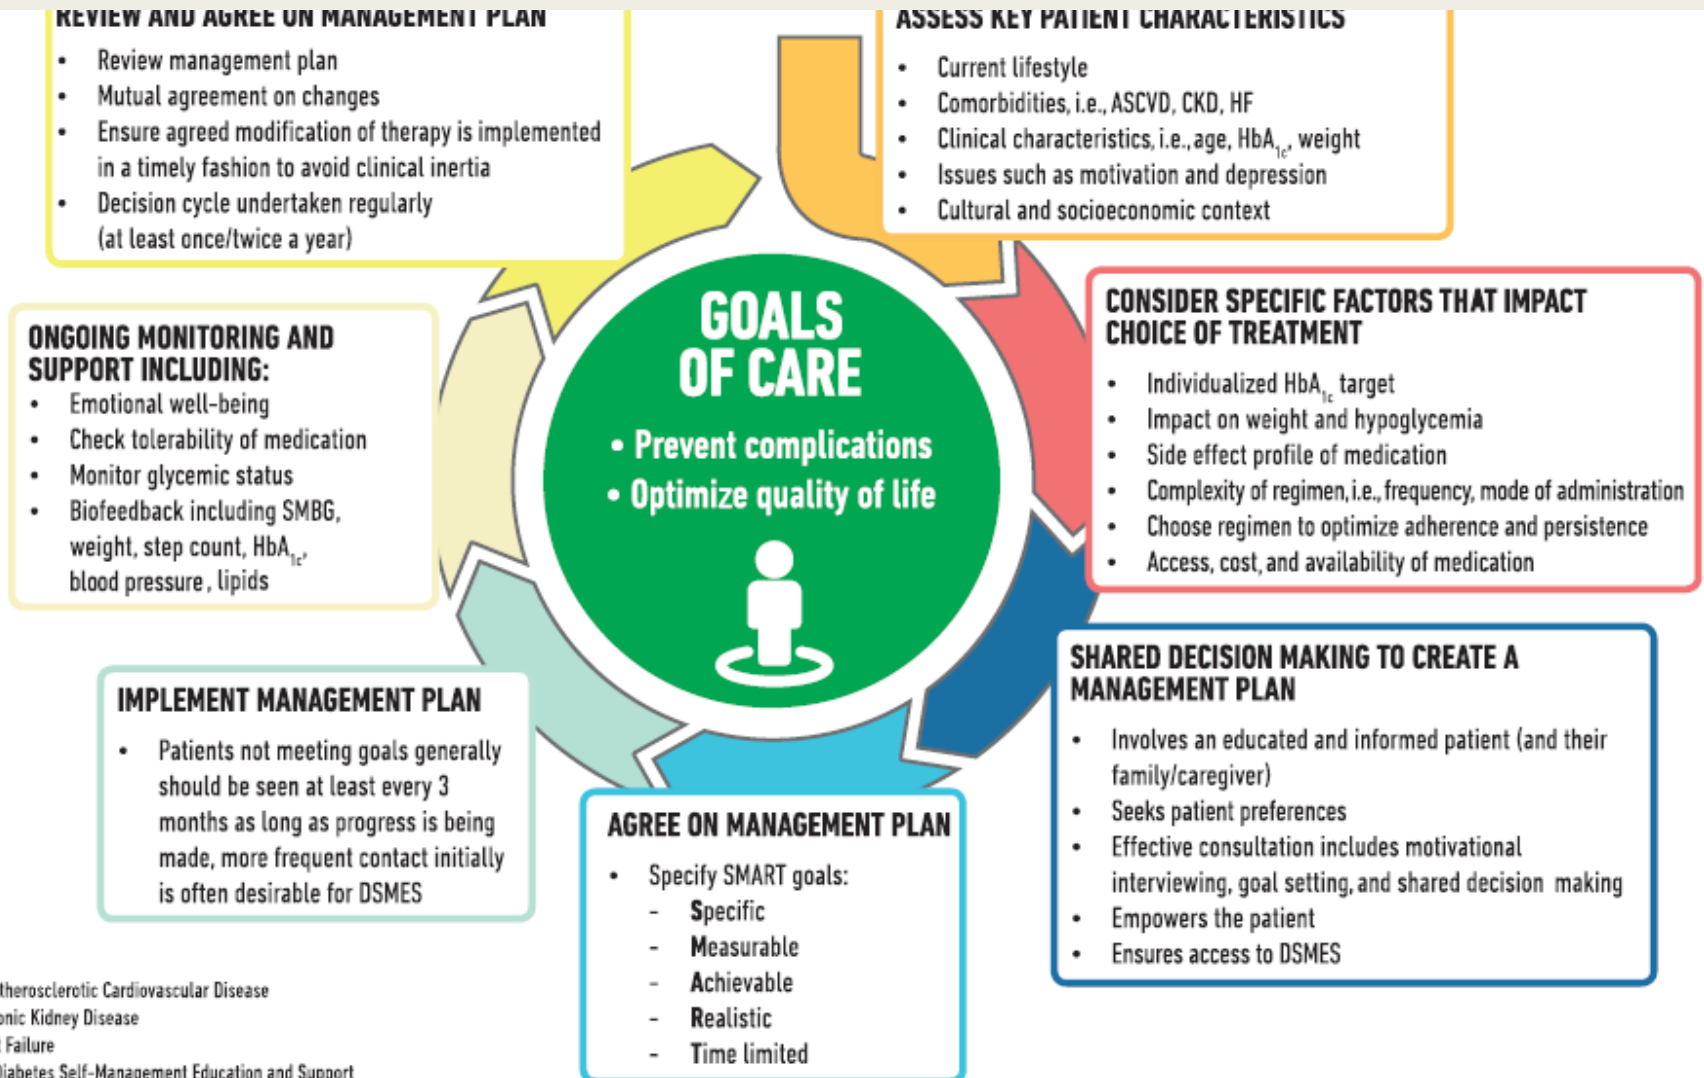 REVIEW AND AGREE ON MANAGEMENT PLAN
• Review management plan
• Mutual agreement on changes
• Ensure agreed modification of therapy is implemented
in a timely fashion to avoid clinical inertia
• Decision cycle undertaken regularly
(at least once/twice a year)
ASSESS KEY PATIENT CHARACTERISTICS
• Current lifestyle
• Comorbidities, i.e., ASCVD, CKD, HF
• Clinical characteristics, i.e., age, HbA1c, weight
• Issues such as motivation and depression
• Cultural and socioeconomic context
CONSIDER SPECIFIC FACTORS THAT IMPACT
CHOICE OF TREATMENT
• Individualized HbA1c target
• Impact on weight and hypoglycemia
• Side effect profile of medication
• Complexity of regimen, i.e., frequency, mode of administration
• Choose regimen to optimize adherence and persistence
• Access, cost, and availability of medication
SHARED DECISION MAKING TO CREATE A
MANAGEMENT PLAN
• Involves an educated and informed patient (and their
family/caregiver)
• Seeks patient preferences
• Effective consultation includes motivational
interviewing, goal setting, and shared decision making
• Empowers the patient
• Ensures access to DSMES
AGREE ON MANAGEMENT PLAN
• Specify SMART goals:
- Specific
- Measurable
- Achievable
- Realistic
- Time limited
IMPLEMENT MANAGEMENT PLAN
• Patients not meeting goals generally
should be seen at least every 3
months as long as progress is being
made, more frequent contact initially
is often desirable for DSMES
ONGOING MONITORING AND
SUPPORT INCLUDING:
• Emotional well-being
• Check tolerability of medication
• Monitor glycemic status
• Biofeedback including SMBG,
weight, step count, HbA1c,
blood pressure, lipids
GOALS
OF CARE
• Prevent complications
• Optimize quality of life
therosclerotic Cardiovascular Disease
onic Kidney Disease
t Failure
Diabetes Self-Management Education and Support